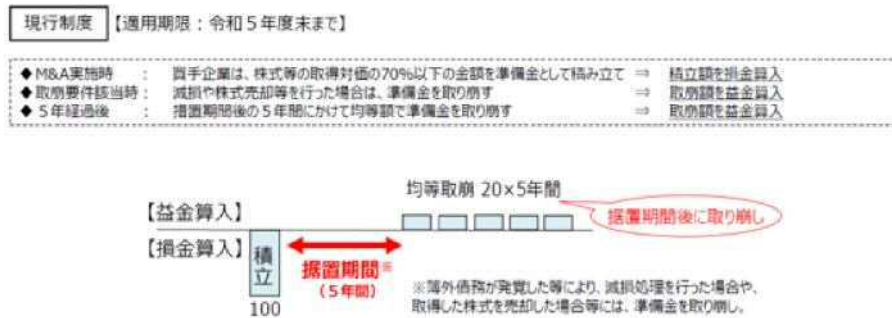 現行制度 【適用期限：令和5年度末まで】
◆ M&A実施時 ： 買手企業は、株式等の取得対価の70%以下の金額を準備金として積み立て ⇒ 積立額を損金算入
◆ 取崩要件該当時： 減損や株式売却等を行った場合は、準備金を取り崩す ⇒ 取崩額を益金算入
◆ 5年経過後 ： 措置期間後の5年間にかけて均等額で準備金を取り崩す ⇒ 取崩額を益金算入
均等取崩 20×5年間
【益金算入】
据置期間後に取り崩し
【損金算入】
積立
据置期間※
（5年間）
100
※簿外債務が発覚した等により、減損処理を行った場合や、
取得した株式を売却した場合等には、準備金を取り崩し。